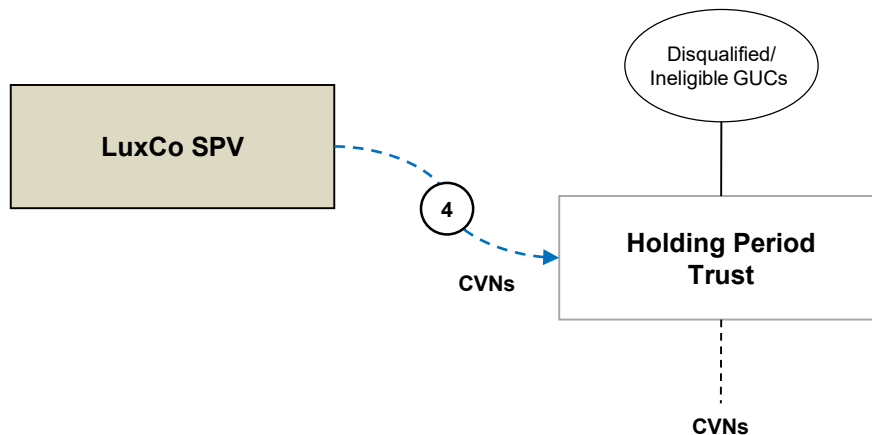 Disqualified/
Ineligible GUCs
LuxCo SPV
4
Holding Period
Trust
CVNs
CVNs